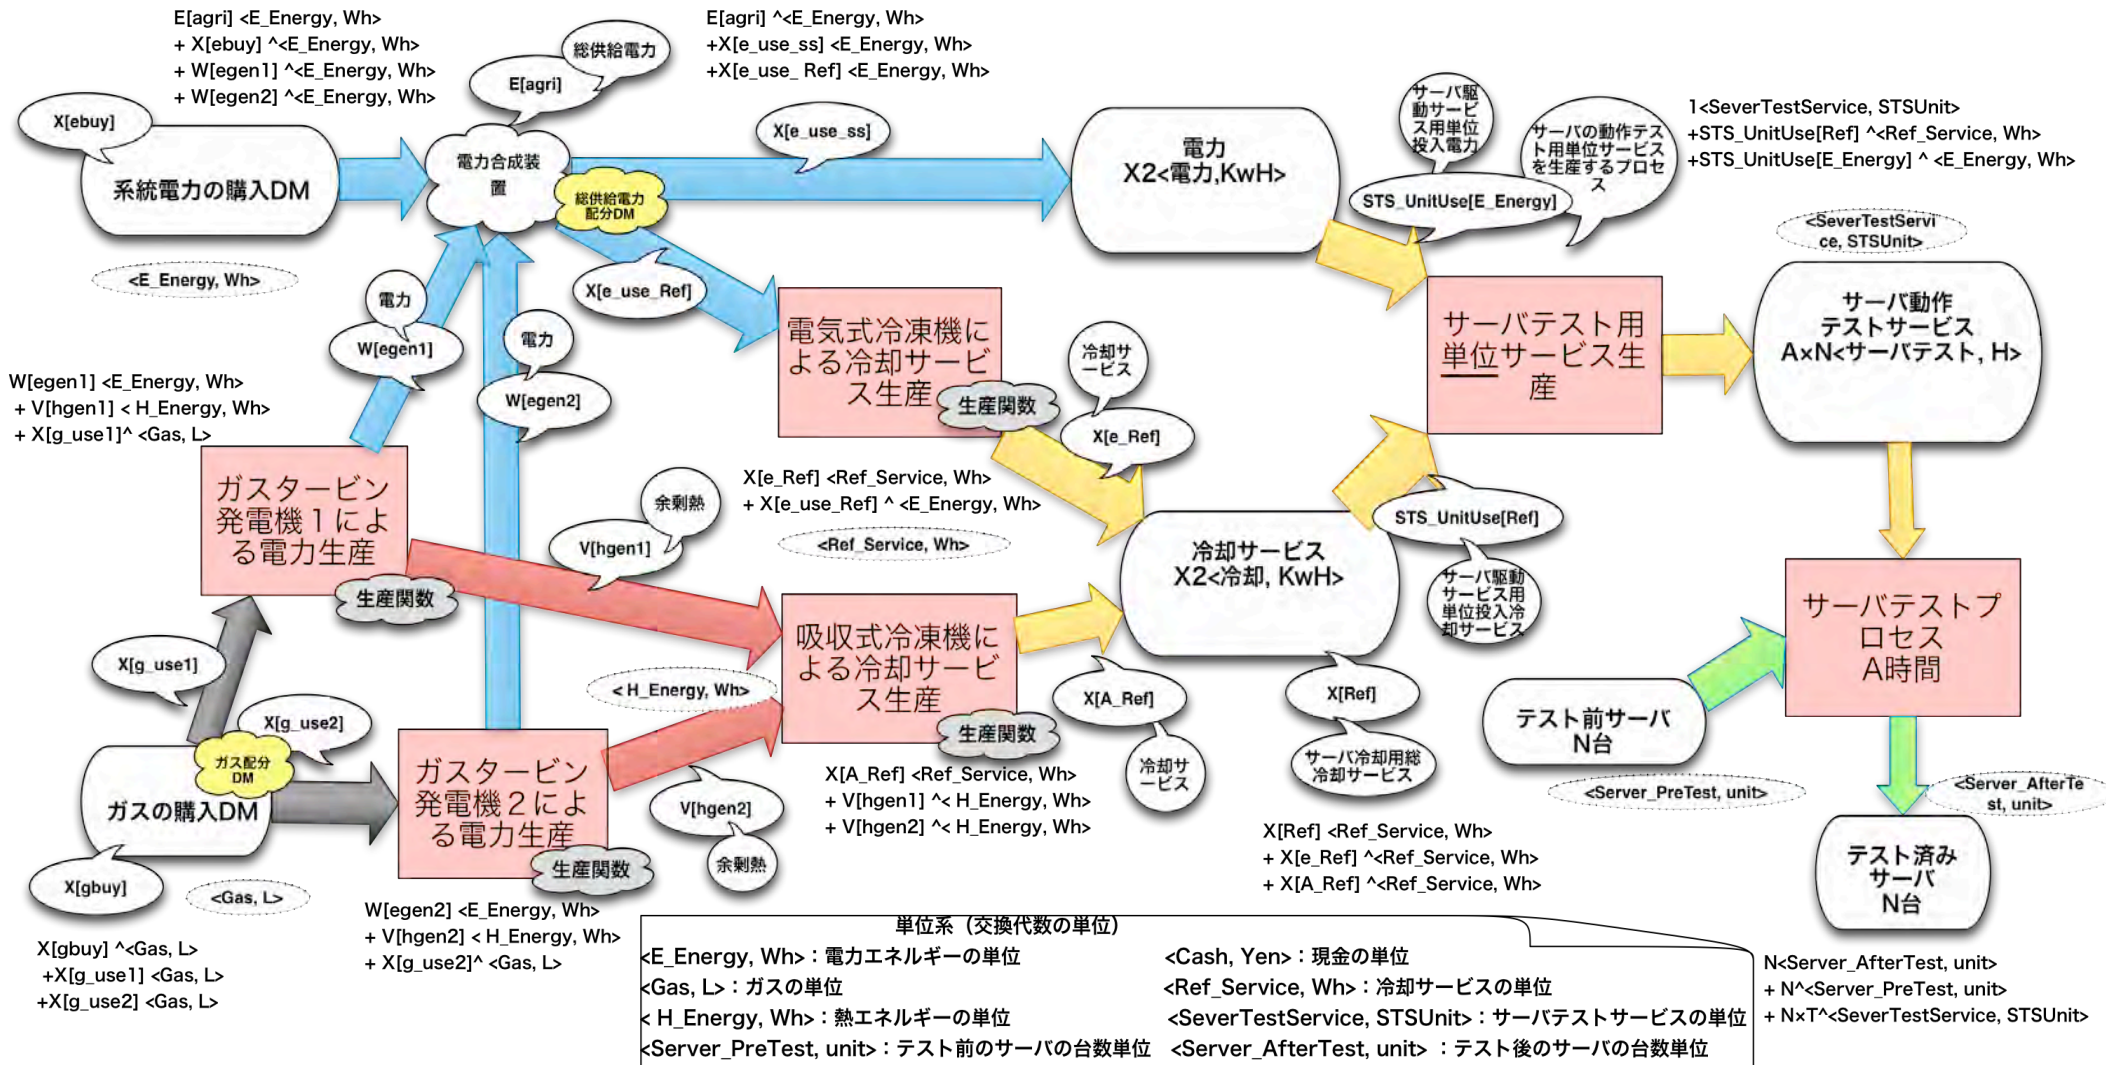 E[agri] <E_Energy, Wh>
+ X[ebuy] ^<E_Energy, Wh>
+ W[egen1] ^<E_Energy, Wh>
+ W[egen2] ^<E_Energy, Wh>
総供給電力
E[agri]
E[agri] ^<E_Energy, Wh>
+X[e_use_ss] <E_Energy, Wh>
+X[e_use_ Ref] <E_Energy, Wh>
X[ebuy]
系統電力の購入DM
<E_Energy, Wh>
電力合成装
置
総供給電力
配分DM
X[e_use_ss]
電力
X2<電力,KwH>
サーバ駆
動サービ
ス用単位
投入電力
サーバの動作テス
ト用単位サービス
を生産するプロセ
ス
STS_UnitUse[E_Energy]
1<SeverTestService, STSUnit>
+STS_UnitUse[Ref] ^<Ref_Service, Wh>
+STS_UnitUse[E_Energy] ^ <E_Energy, Wh>
<SeverTestServi
ce, STSUnit>
サーバ動作
テストサービス
A×N<サーバテスト, H>
サーバテスト用
単位サービス生
産
電力
W[egen1]
電力
W[egen2]
X[e_use_Ref]
電気式冷凍機に
よる冷却サービ
ス生産
生産関数
冷却サ
ービス
X[e_Ref]
W[egen1] <E_Energy, Wh>
+ V[hgen1] < H_Energy, Wh>
+ X[g_use1]^ <Gas, L>
ガスタービン
発電機１によ
る電力生産
生産関数
余剰熱
V[hgen1]
X[e_Ref] <Ref_Service, Wh>
+ X[e_use_Ref] ^ <E_Energy, Wh>
<Ref_Service, Wh>
冷却サービス
X2<冷却, KwH>
STS_UnitUse[Ref]
サーバ駆動
サービス用
単位投入冷
却サービス
サーバテストプ
ロセス
A時間
X[g_use1]
X[g_use2]
ガス配分
DM
ガスの購入DM
X[gbuy]
<Gas, L>
< H_Energy, Wh>
吸収式冷凍機に
よる冷却サービ
ス生産
生産関数
X[A_Ref]
冷却サ
ービス
X[Ref]
サーバ冷却用総
冷却サービス
テスト前サーバ
N台
<Server_PreTest, unit>
<Server_AfterTe
st, unit>
テスト済み
サーバ
N台
ガスタービン
発電機２によ
る電力生産
生産関数
V[hgen2]
余剰熱
X[A_Ref] <Ref_Service, Wh>
+ V[hgen1] ^< H_Energy, Wh>
+ V[hgen2] ^< H_Energy, Wh>
X[Ref] <Ref_Service, Wh>
+ X[e_Ref] ^<Ref_Service, Wh>
+ X[A_Ref] ^<Ref_Service, Wh>
X[gbuy] ^<Gas, L>
+X[g_use1] <Gas, L>
+X[g_use2] <Gas, L>
W[egen2] <E_Energy, Wh>
+ V[hgen2] < H_Energy, Wh>
+ X[g_use2]^ <Gas, L>
単位系（交換代数の単位）
<E_Energy, Wh>：電力エネルギーの単位
<Cash, Yen>：現金の単位
<Gas, L>：ガスの単位
<Ref_Service, Wh>：冷却サービスの単位
< H_Energy, Wh>：熱エネルギーの単位
<SeverTestService, STSUnit>：サーバテストサービスの単位
<Server_PreTest, unit>：テスト前のサーバの台数単位
<Server_AfterTest, unit> ：テスト後のサーバの台数単位
N<Server_AfterTest, unit>
+ N^<Server_PreTest, unit>
+ N×T^<SeverTestService, STSUnit>